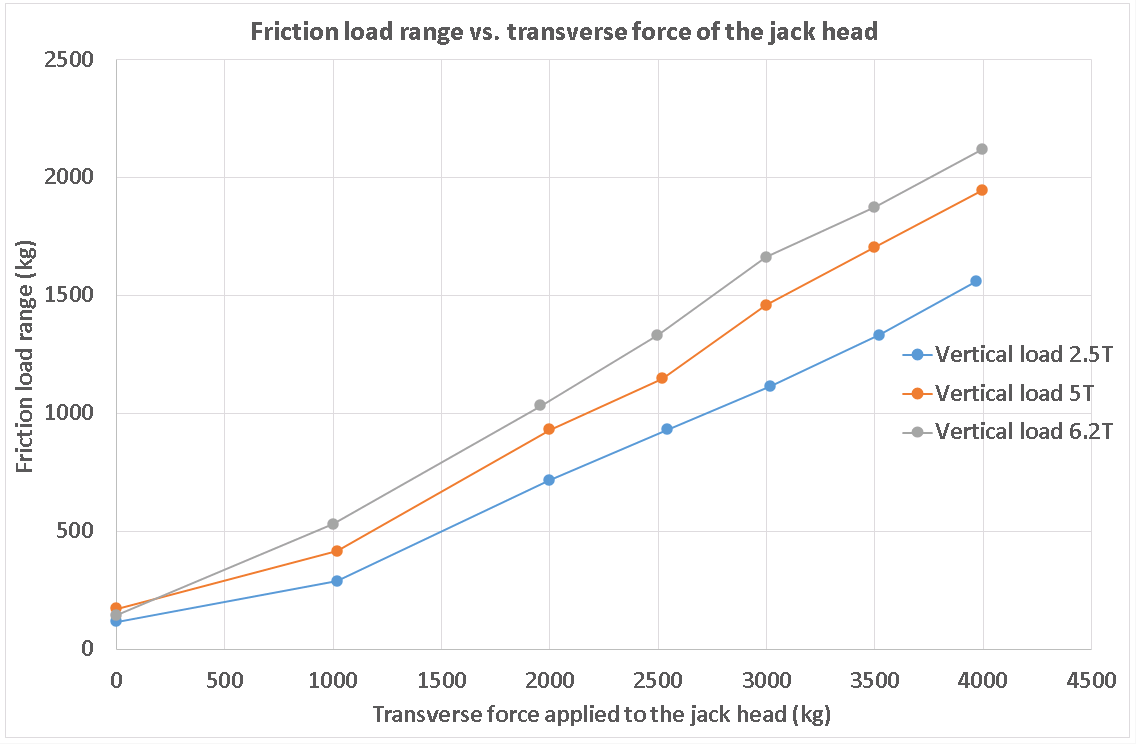 Friction load range vs. transverse force of the jack head
2500
2000
1500
1000
500
0
Friction load range (kg)
0 500 1000 1500 2000 2500 3000 3500 4000 4500
Transverse force applied to the jack head (kg)
Vertical load 2.5T
Vertical load 5T
Vertical load 6.2T